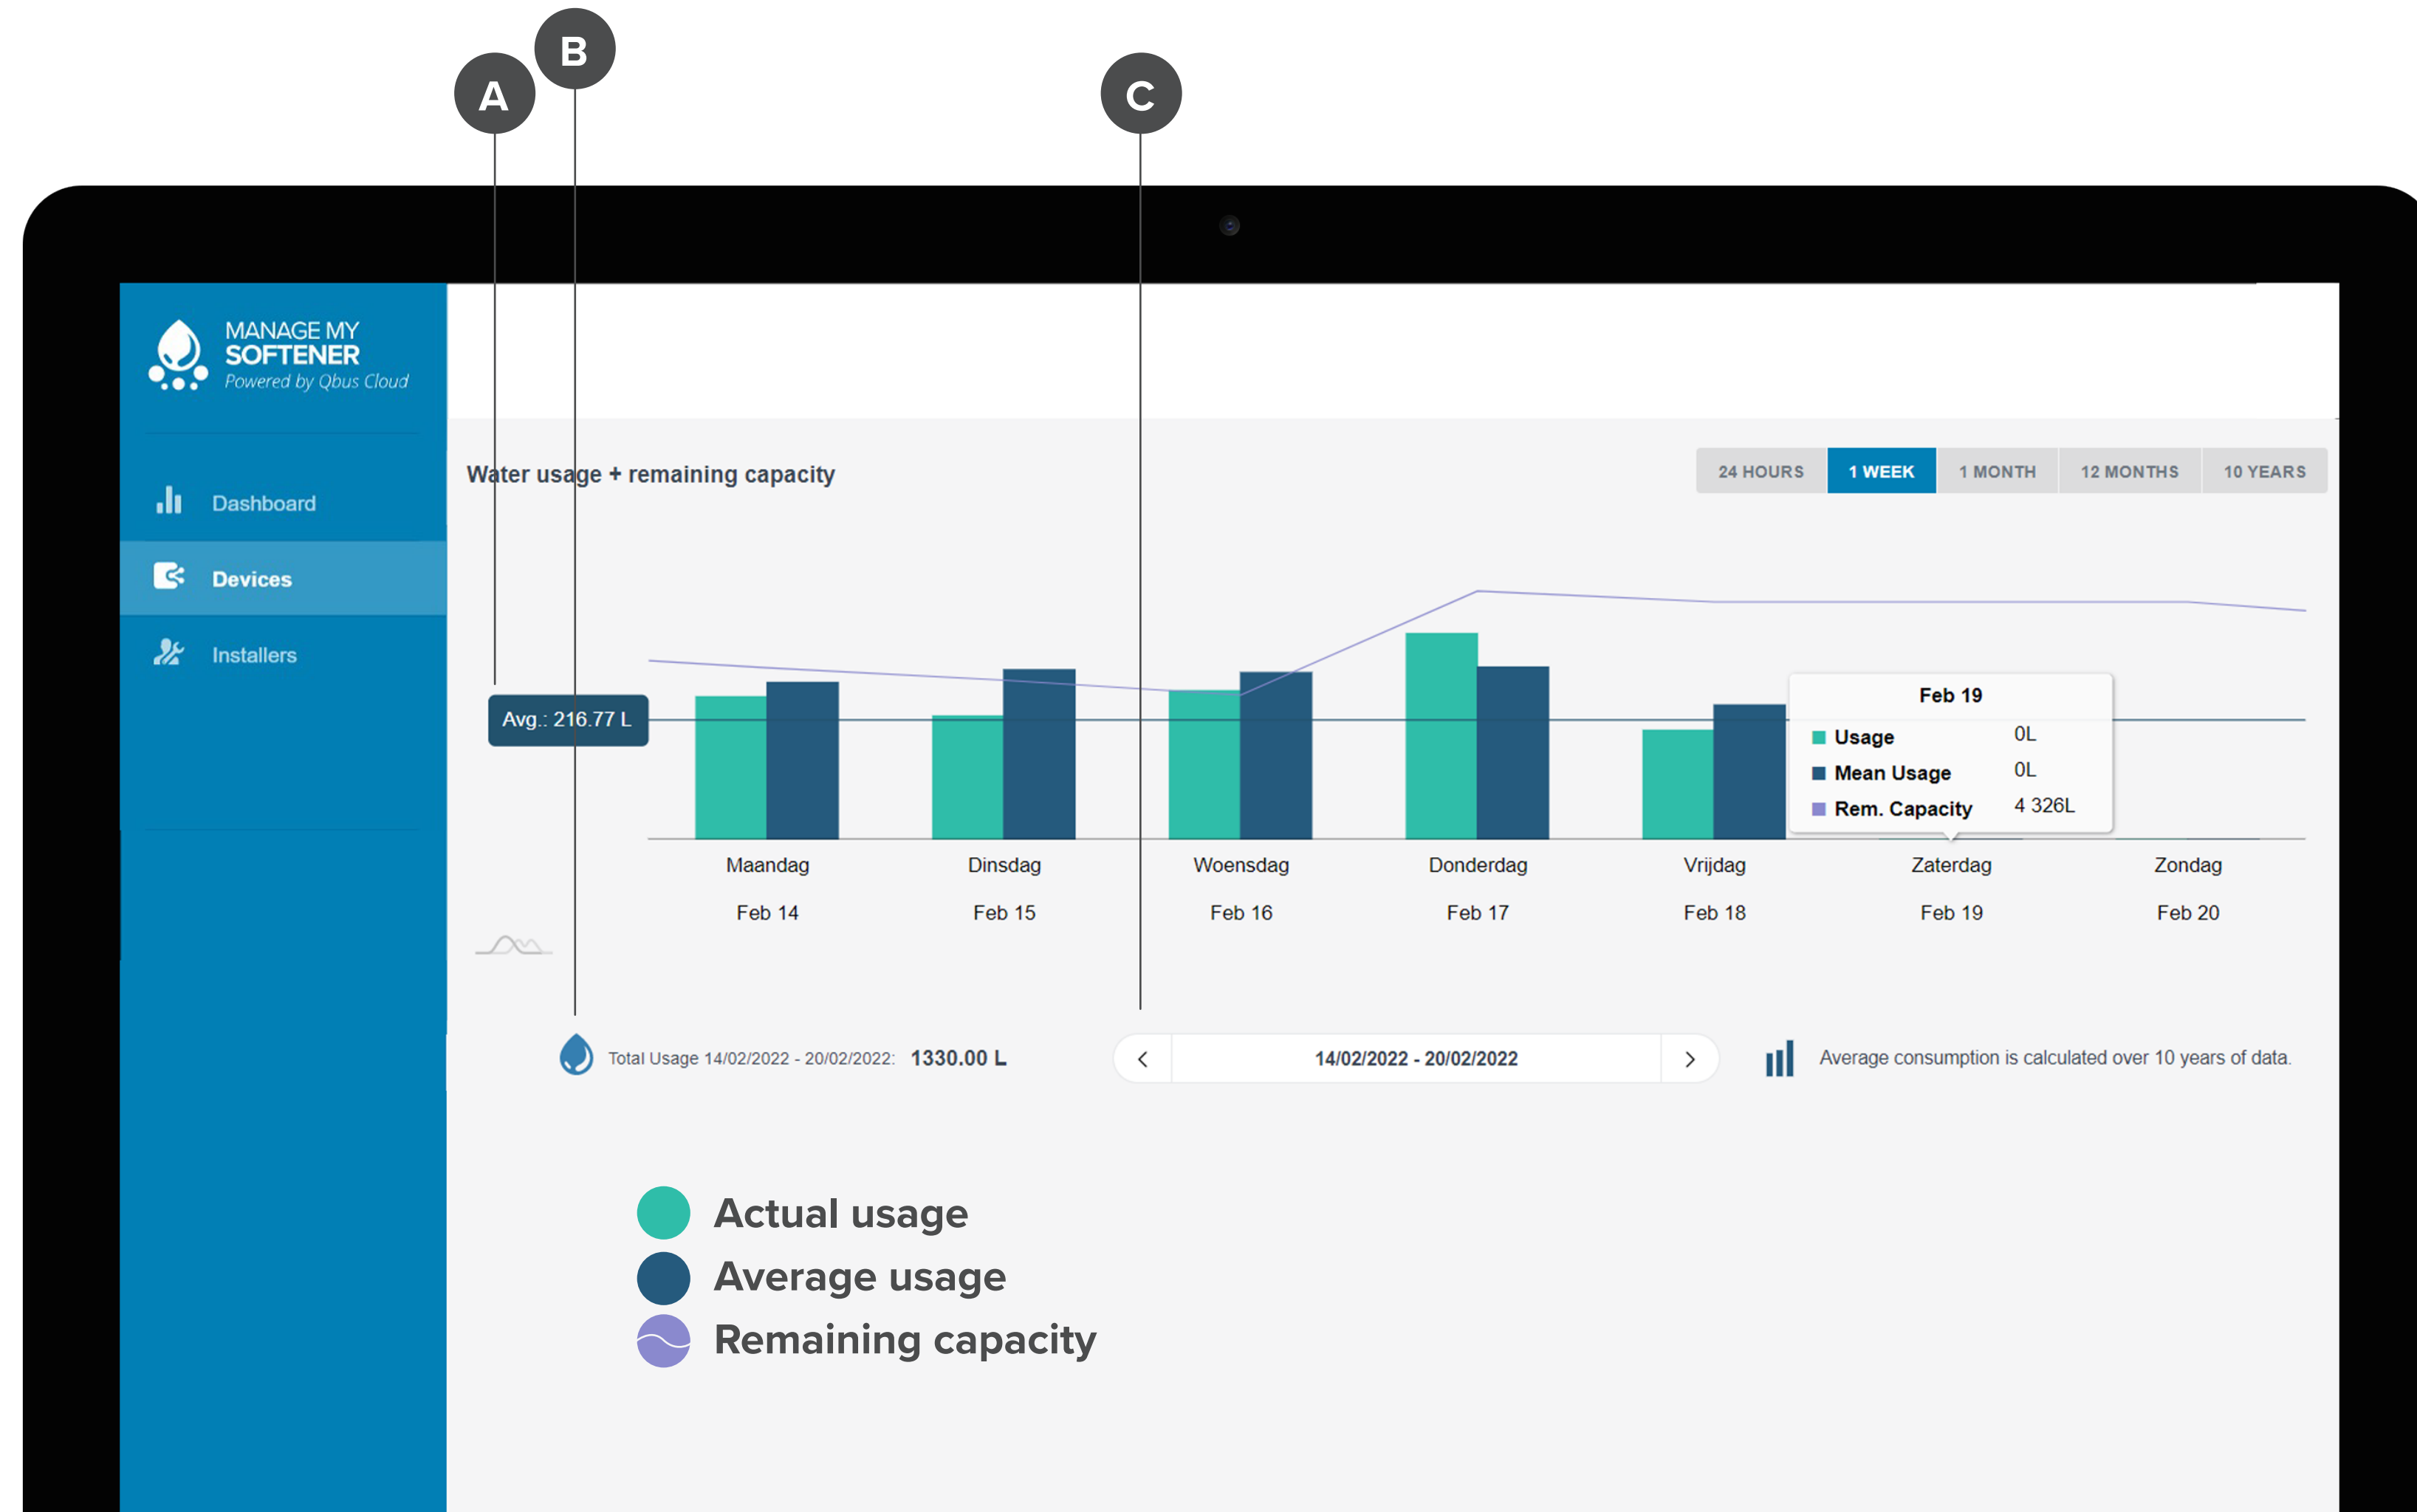 A
B
C
MANAGE MY
SOFTENER
Powered by Qbus Cloud
Dashboard
Devices
Installers
Water usage + remaining capacity
24 HOURS
1 WEEK
1 MONTH
12 MONTHS
10 YEARS
Avg.: 216.77 L
Feb 19
Usage 0L
Mean Usage 0L
Rem. Capacity 4 326L
Maandag
Feb 14
Dinsdag
Feb 15
Woensdag
Feb 16
Donderdag
Feb 17
Vrijdag
Feb 18
Zaterdag
Feb 19
Zondag
Feb 20
Total Usage 14/02/2022 - 20/02/2022: 1330.00 L
14/02/2022 - 20/02/2022
Average consumption is calculated over 10 years of data.
Actual usage
Average usage
Remaining capacity